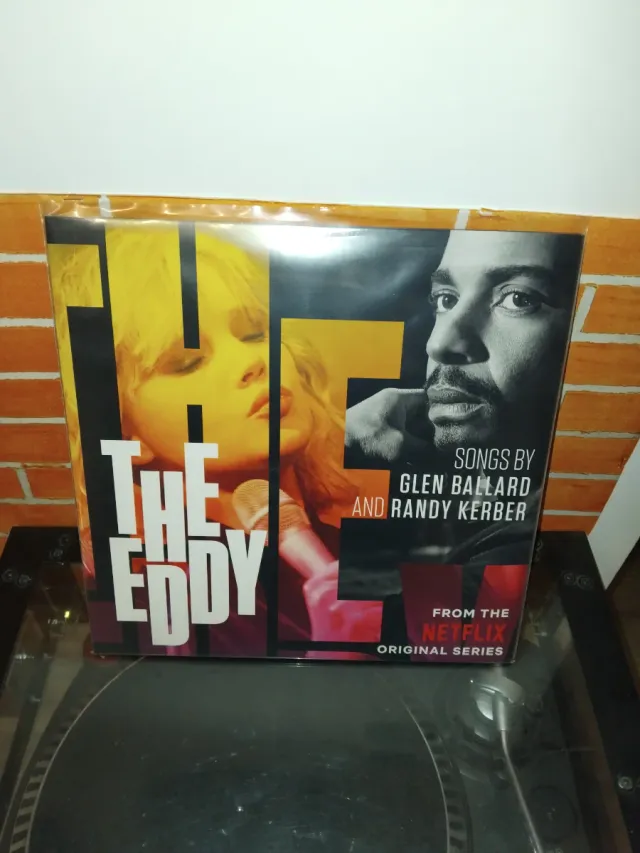 THE
EDDY
SONGS BY
GLEN BALLARD
AND RANDY KERBER
FROM THE
NETFLIX
ORIGINAL SERIES